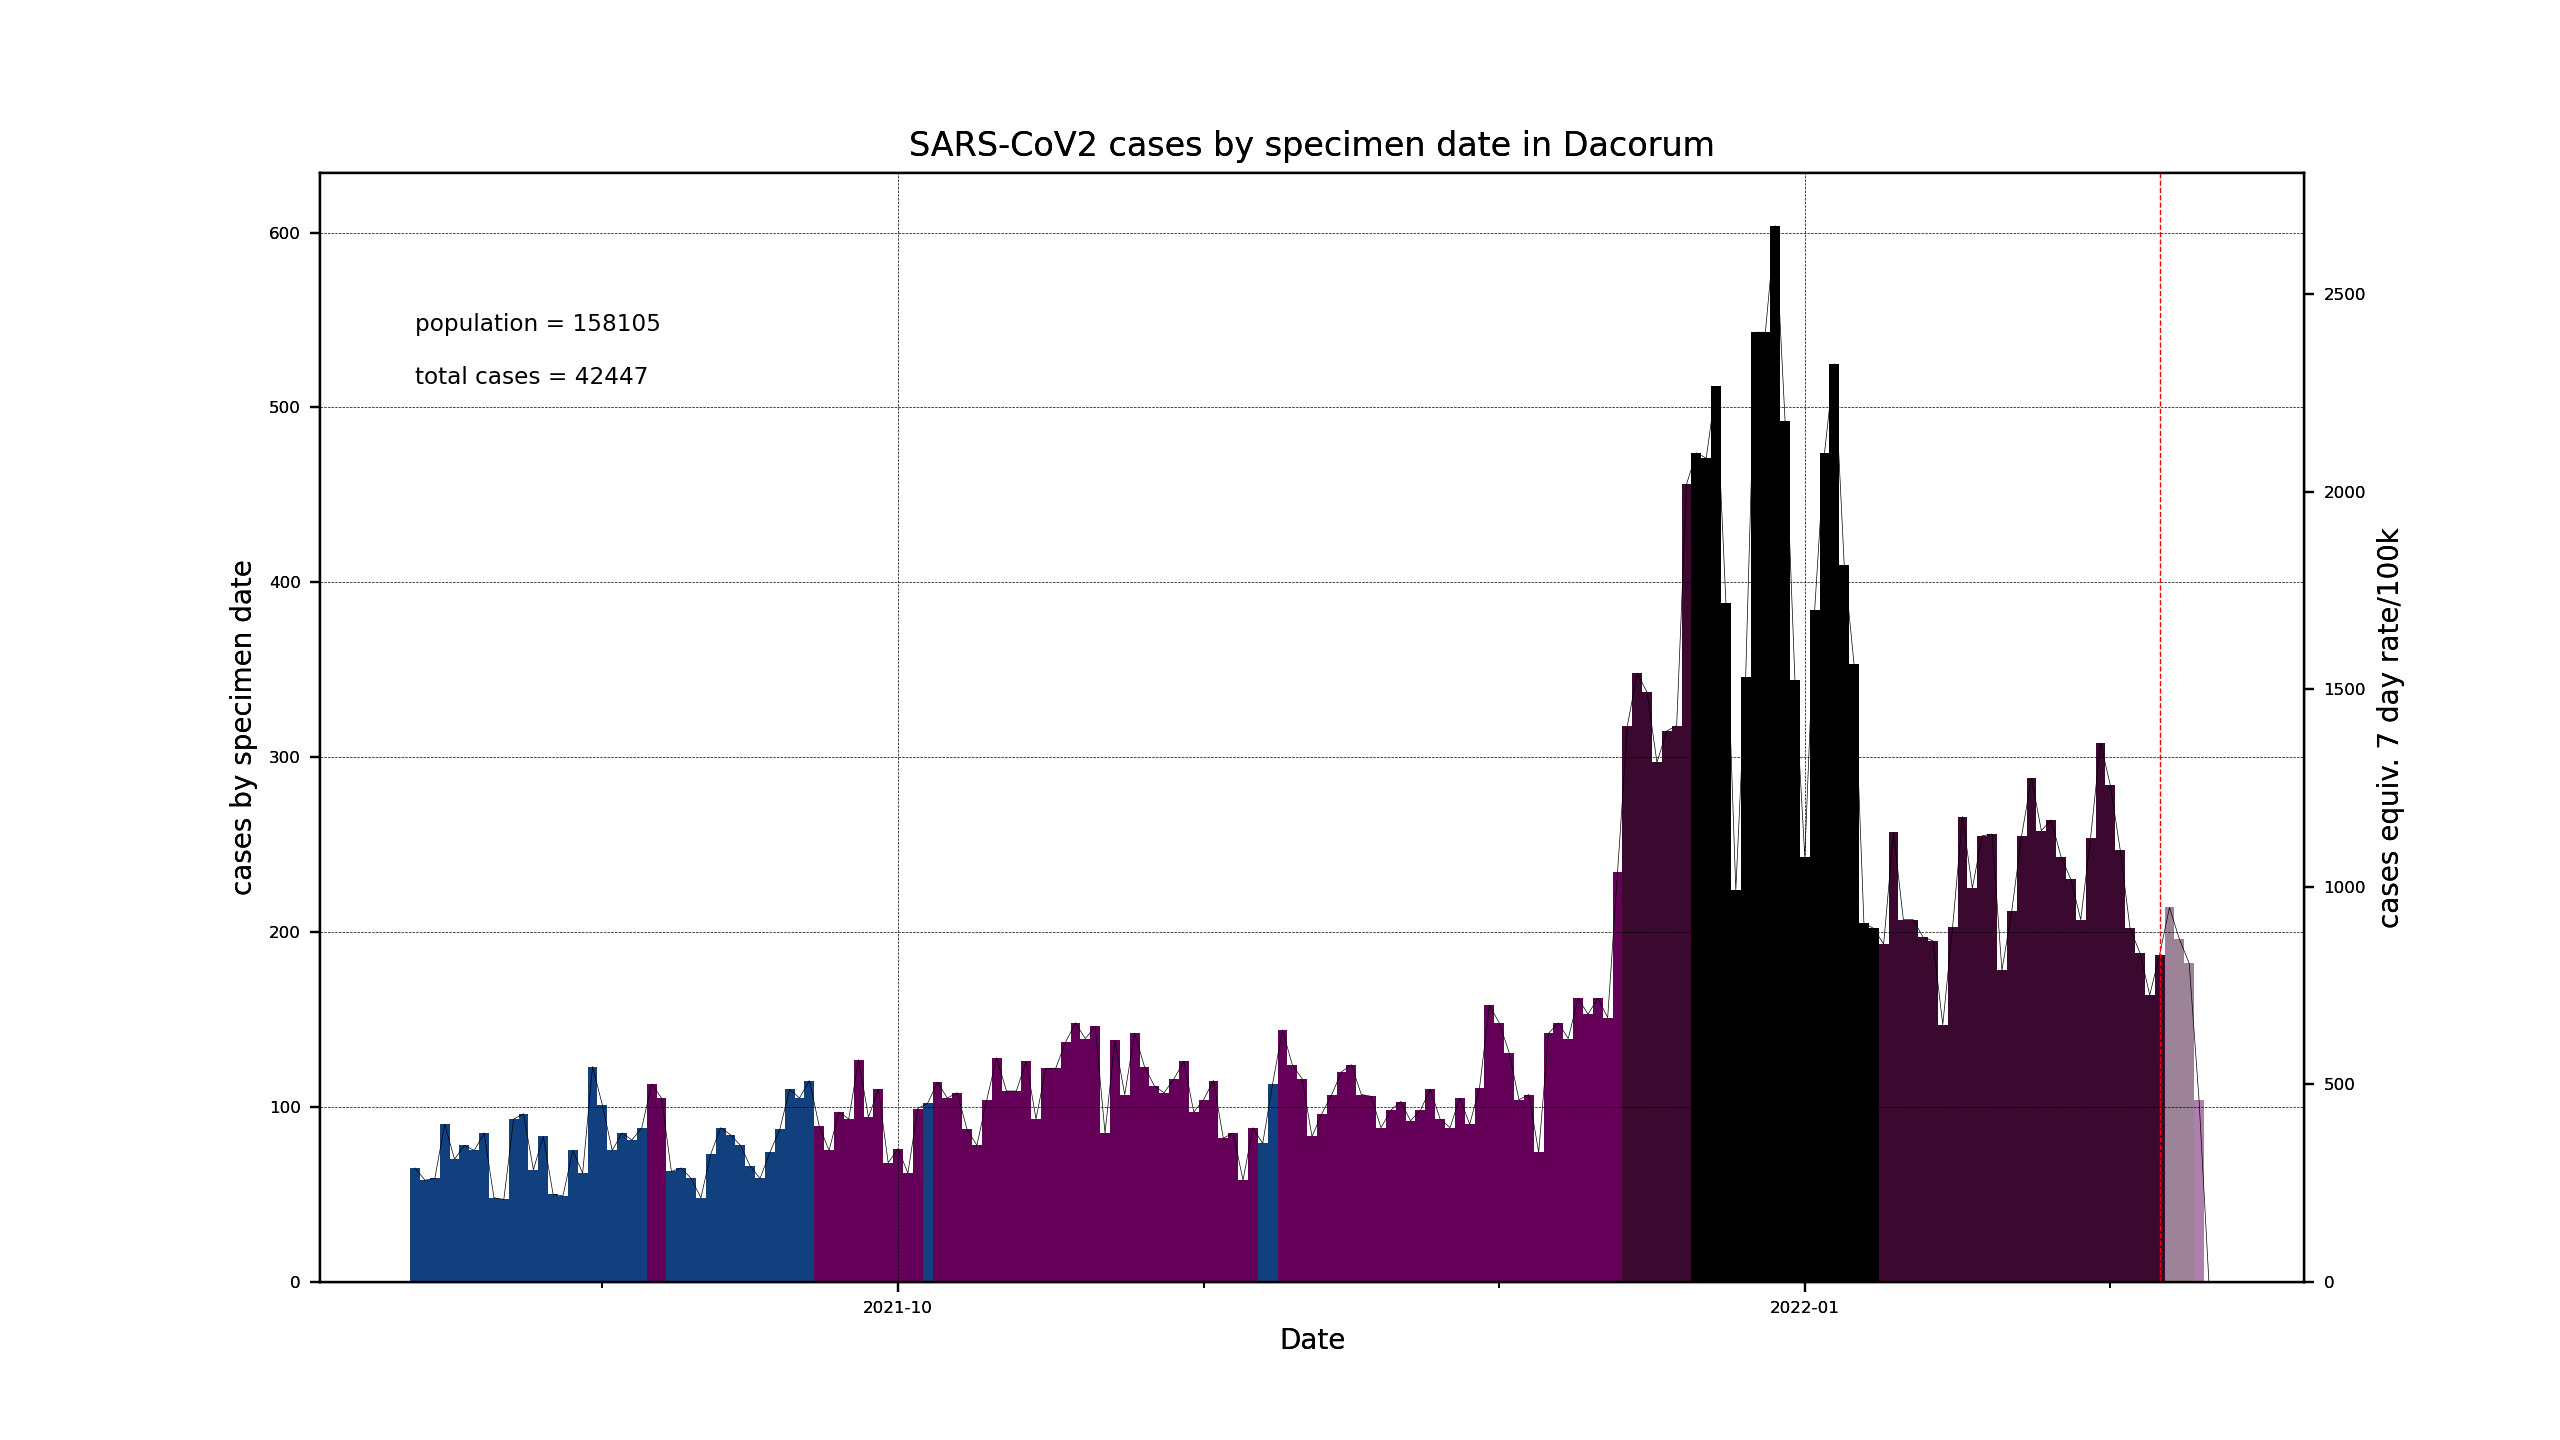 SARS-CoV2 cases by specimen date in Dacorum
population = 158105
total cases = 42447
cases by specimen date
600
500
400
300
200
100
0
2500
2000
1500
1000
500
0
cases equiv. 7 day rate/100k
2021-10
2022-01
Date